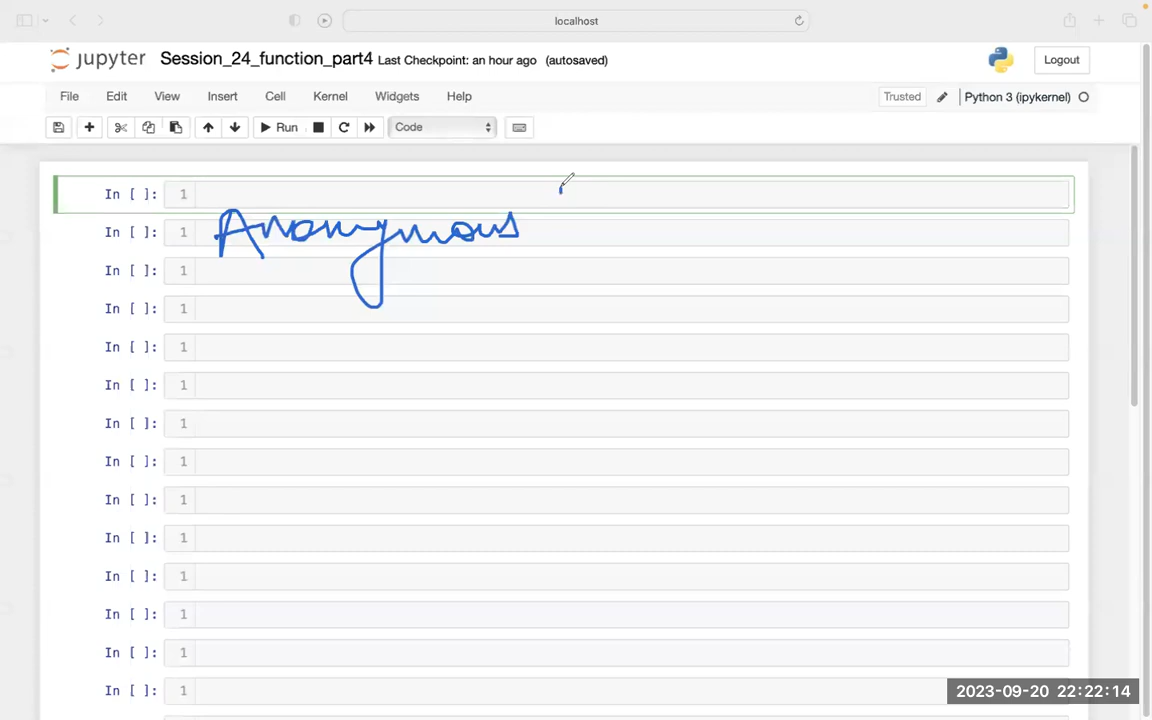 localhost
jupyter Session_24_function_part4 Last Checkpoint: an hour ago (autosaved) Logout
File Edit View Insert Cell Kernel Widgets Help Trusted Python 3 (ipykernel)
Run Code
In [ ]: 1
Anonymous
In [ ]: 1
In [ ]: 1
In [ ]: 1
In [ ]: 1
In [ ]: 1
In [ ]: 1
In [ ]: 1
In [ ]: 1
In [ ]: 1
In [ ]: 1
In [ ]: 1
In [ ]: 1
In [ ]: 1
2023-09-20 22:22:14